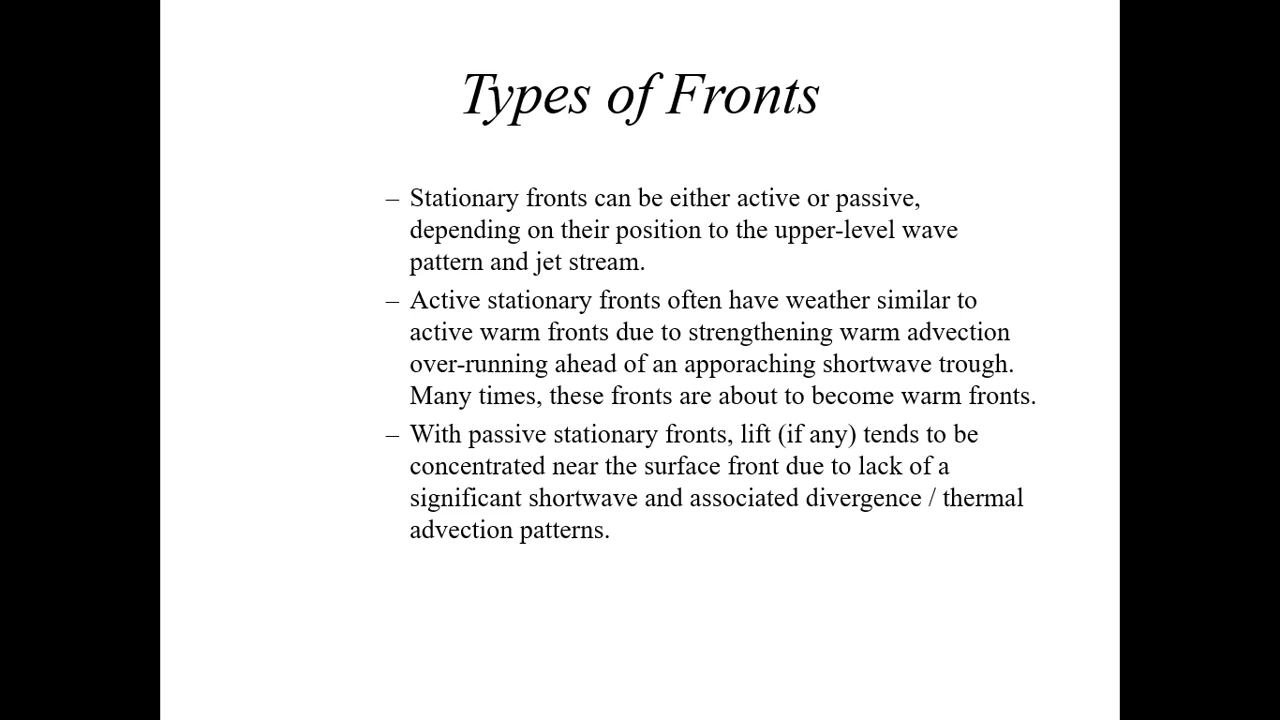 Types of Fronts
– Stationary fronts can be either active or passive,
depending on their position to the upper-level wave
pattern and jet stream.
– Active stationary fronts often have weather similar to
active warm fronts due to strengthening warm advection
over-running ahead of an apporaching shortwave trough.
Many times, these fronts are about to become warm fronts.
– With passive stationary fronts, lift (if any) tends to be
concentrated near the surface front due to lack of a
significant shortwave and associated divergence / thermal
advection patterns.